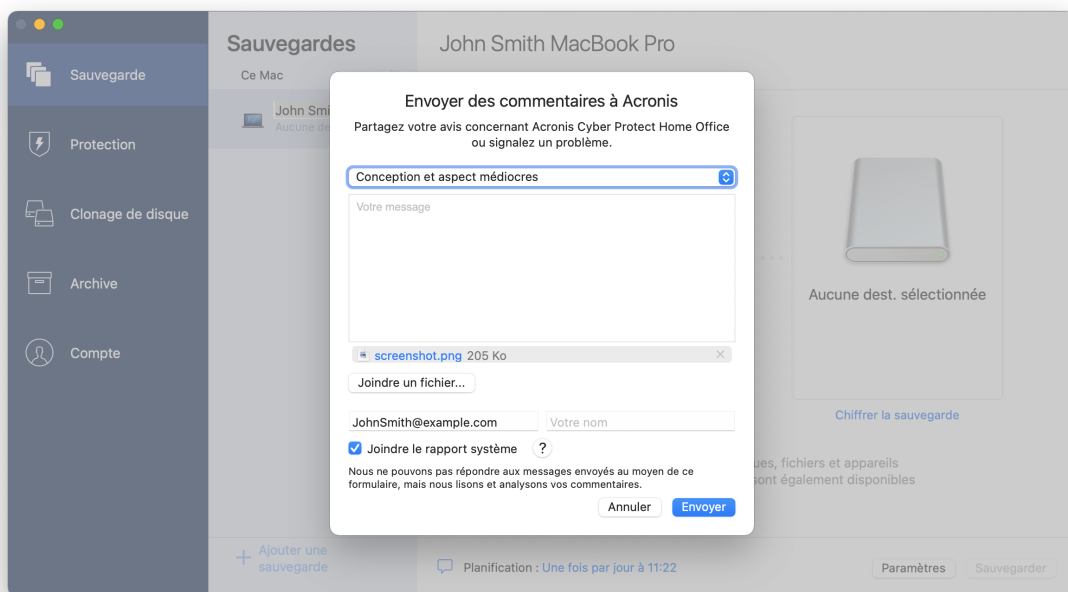 Sauvegarde
Protection
Clonage de disque
Archive
Compte
Sauvegardes
Ce Mac
John Smi
Aucune de
Ajouter une
sauvegarde
John Smith MacBook Pro
Envoyer des commentaires à Acronis
Partagez votre avis concernant Acronis Cyber Protect Home Office
ou signalez un problème.
Conception et aspect médiocres
Votre message
screenshot.png 205 Ko
Joindre un fichier...
JohnSmith@example.com Votre nom
Joindre le rapport système ?
Nous ne pouvons pas répondre aux messages envoyés au moyen de ce
formulaire, mais nous lisons et analysons vos commentaires.
Annuler Envoyer
Aucune dest. sélectionnée
Chiffrer la sauvegarde
ues, fichiers et appareils
sont également disponibles
Planification : Une fois par jour à 11:22
Paramètres Sauvegarder